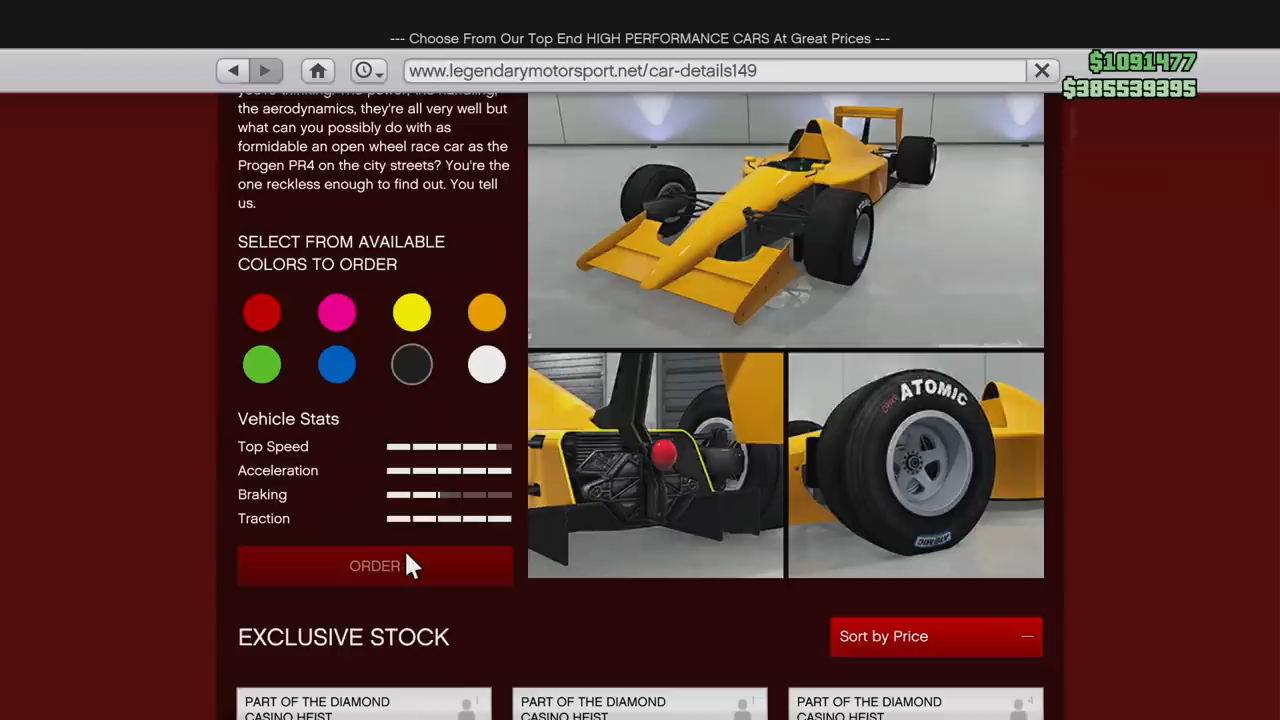 --- Choose From Our Top End HIGH PERFORMANCE CARS At Great Prices ---
www.legendarymotorsport.net/car-details149
$1091477
$385539395
the aerodynamics, they're all very well but
what can you possibly do with as
formidable an open wheel race car as the
Progen PR4 on the city streets? You're the
one reckless enough to find out. You tell
us.
SELECT FROM AVAILABLE
COLORS TO ORDER
Vehicle Stats
Top Speed
Acceleration
Braking
Traction
ORDER
ATOMIC
ATOMIC
EXCLUSIVE STOCK
Sort by Price
PART OF THE DIAMOND
CASINO HEIST
1
PART OF THE DIAMOND
CASINO HEIST
1
PART OF THE DIAMOND
CASINO HEIST
4